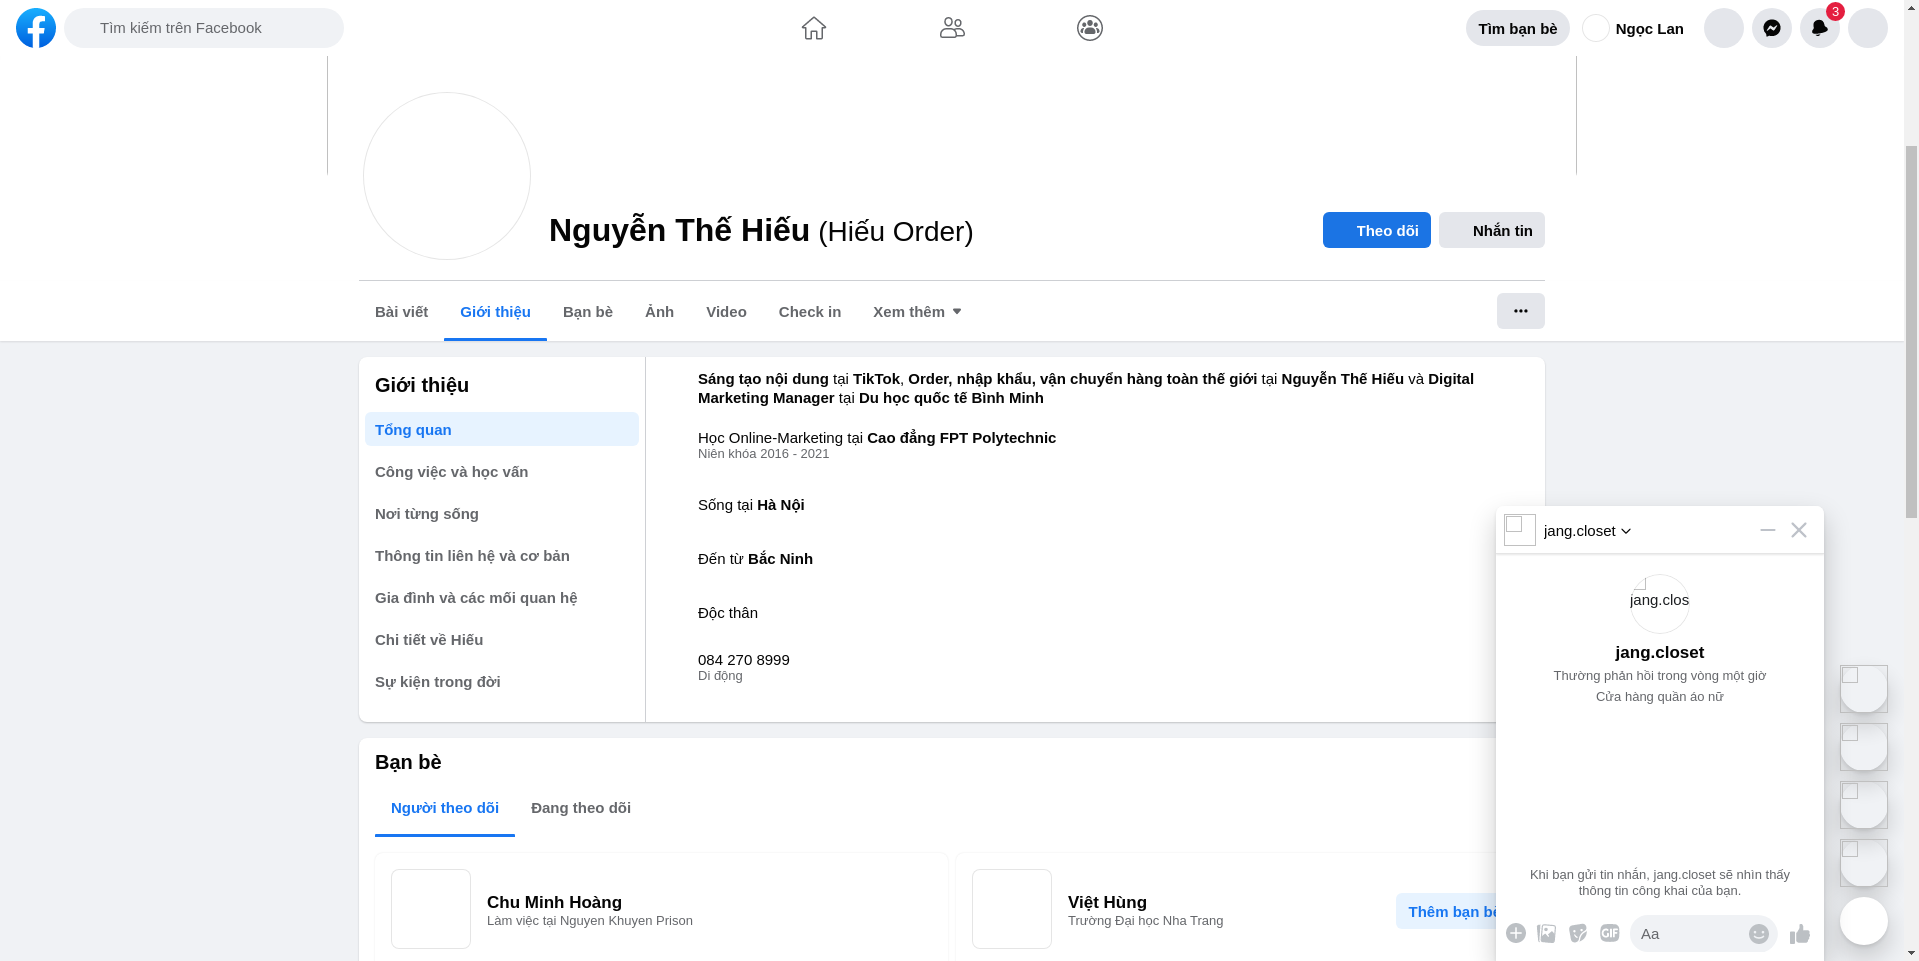 Tìm kiếm trên Facebook
Tìm bạn bè
Ngọc Lan
3
Nguyễn Thế Hiếu (Hiếu Order)
Theo dõi
Nhắn tin
Bài viết
Giới thiệu
Bạn bè
Ảnh
Video
Check in
Xem thêm
Giới thiệu
Tổng quan
Công việc và học vấn
Nơi từng sống
Thông tin liên hệ và cơ bản
Gia đình và các mối quan hệ
Chi tiết về Hiếu
Sự kiện trong đời
Sáng tạo nội dung tại TikTok, Order, nhập khẩu, vận chuyển hàng toàn thế giới tại Nguyễn Thế Hiếu và Digital
Marketing Manager tại Du học quốc tế Bình Minh
Học Online-Marketing tại Cao đẳng FPT Polytechnic
Niên khóa 2016 - 2021
Sống tại Hà Nội
Đến từ Bắc Ninh
Độc thân
084 270 8999
Di động
Bạn bè
Người theo dõi
Đang theo dõi
Chu Minh Hoàng
Làm việc tại Nguyen Khuyen Prison
Việt Hùng
Trường Đại học Nha Trang
Thêm bạn bè
jang.closet
jang.clos
jang.closet
Thường phản hồi trong vòng một giờ
Cửa hàng quần áo nữ
Khi bạn gửi tin nhắn, jang.closet sẽ nhìn thấy
thông tin công khai của bạn.
GIF
Aa